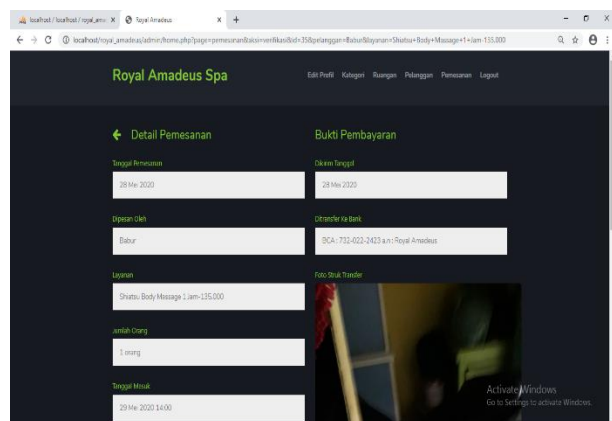 localhost / localhost / royal_ama
Royal Amadeus
localhost/royal_amadeus/admin/home.php?page=pemesanan&aksi=verifikasi&id=35&pelanggan=Babur&layanan=Shiatsu+Body+Massage+1+Jam-135.000
Royal Amadeus Spa
Edit Profil Kategori Ruangan Pelanggan Pemesanan Logout
Detail Pemesanan
Bukti Pembayaran
Tanggal Pemesanan
Dikirim Tanggal
28 Mei 2020
28 Mei 2020
Dipesan Oleh
Ditransfer Ke Bank
Babur
BCA : 732-022-2423 a.n : Royal Amadeus
Layanan
Foto Struk Transfer
Shiatsu Body Massage 1 Jam-135.000
Jumlah Orang
1 orang
Tanggal Masuk
29 Mei 2020 14:00
Activate Windows
Go to Settings to activate Windows.